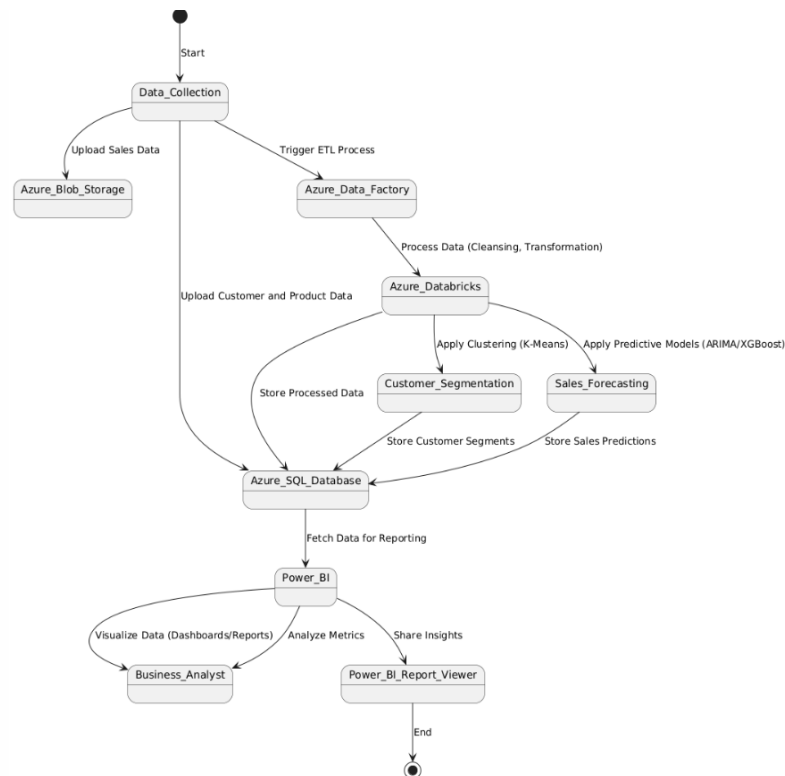 Start
Data_Collection
Upload Sales Data
Trigger ETL Process
Azure_Blob_Storage
Azure_Data_Factory
Process Data (Cleansing, Transformation)
Upload Customer and Product Data
Azure_Databricks
Apply Clustering (K-Means)
Apply Predictive Models (ARIMA/XGBoost)
Store Processed Data
Customer_Segmentation
Sales_Forecasting
Store Customer Segments
Store Sales Predictions
Azure_SQL_Database
Fetch Data for Reporting
Power_BI
Visualize Data (Dashboards/Reports)
Analyze Metrics
Share Insights
Business_Analyst
Power_BI_Report_Viewer
End